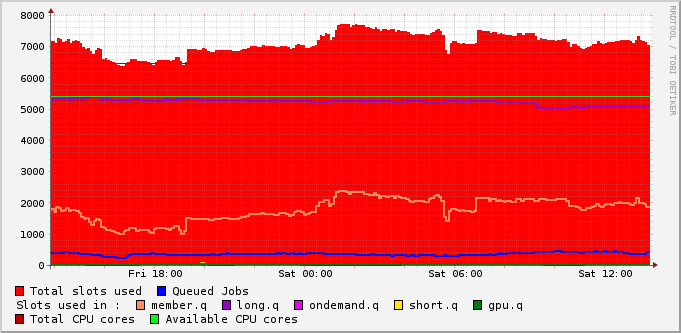 8000
7000
6000
5000
4000
3000
2000
1000
0
Fri 18:00 Sat 00:00 Sat 06:00 Sat 12:00
Total slots used Queued Jobs
Slots used in : member.q long.q ondemand.q short.q gpu.q
Total CPU cores Available CPU cores
RRDTOOL / TOBI OETIKER